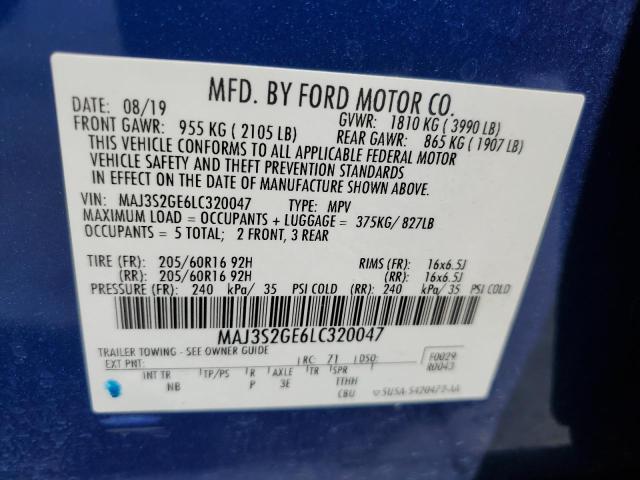 MFD. BY FORD MOTOR CO.
DATE: 08/19 GVWR: 1810 KG ( 3990 LB)
FRONT GAWR: 955 KG ( 2105 LB) REAR GAWR: 865 KG ( 1907 LB)
THIS VEHICLE CONFORMS TO ALL APPLICABLE FEDERAL MOTOR
VEHICLE SAFETY AND THEFT PREVENTION STANDARDS
IN EFFECT ON THE DATE OF MANUFACTURE SHOWN ABOVE.
VIN: MAJ3S2GE6LC320047 TYPE: MPV
MAXIMUM LOAD = OCCUPANTS + LUGGAGE = 375KG/ 827LB
OCCUPANTS = 5 TOTAL; 2 FRONT, 3 REAR
TIRE (FR): 205/60R16 92H RIMS (FR): 16x6.5J
(RR): 205/60R16 92H (RR): 16x6.5J
PRESSURE (FR): 240 kPa/ 35 PSI COLD (RR): 240 kPa/ 35 PSI COLD
MAJ3S2GE6LC320047
TRAILER TOWING - SEE OWNER GUIDE
EXT PNT: RC: 71 DSO: F0029
R0043
INT TR TP/PS R AXLE TR SPR
NB P 3E TTHH
CBU